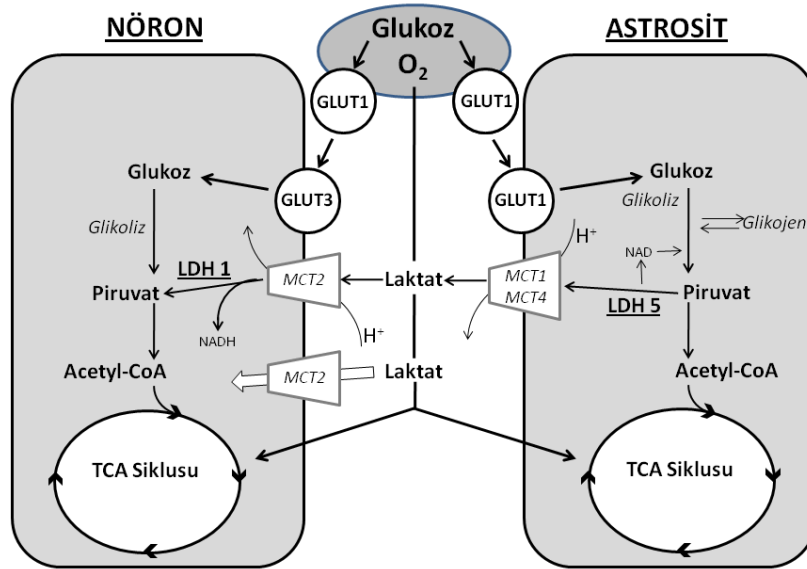 NÖRON
Glukoz
O2
ASTROSİT
GLUT1
GLUT1
Glukoz
GLUT3
GLUT1
Glukoz
Glikoliz
Glikoliz
Glikojen
H+
NAD
LDH 1
MCT2
Laktat
MCT1
MCT4
Piruvat
LDH 5
Piruvat
NADH
H+
Acetyl-CoA
MCT2
Laktat
Acetyl-CoA
TCA Siklusu
TCA Siklusu